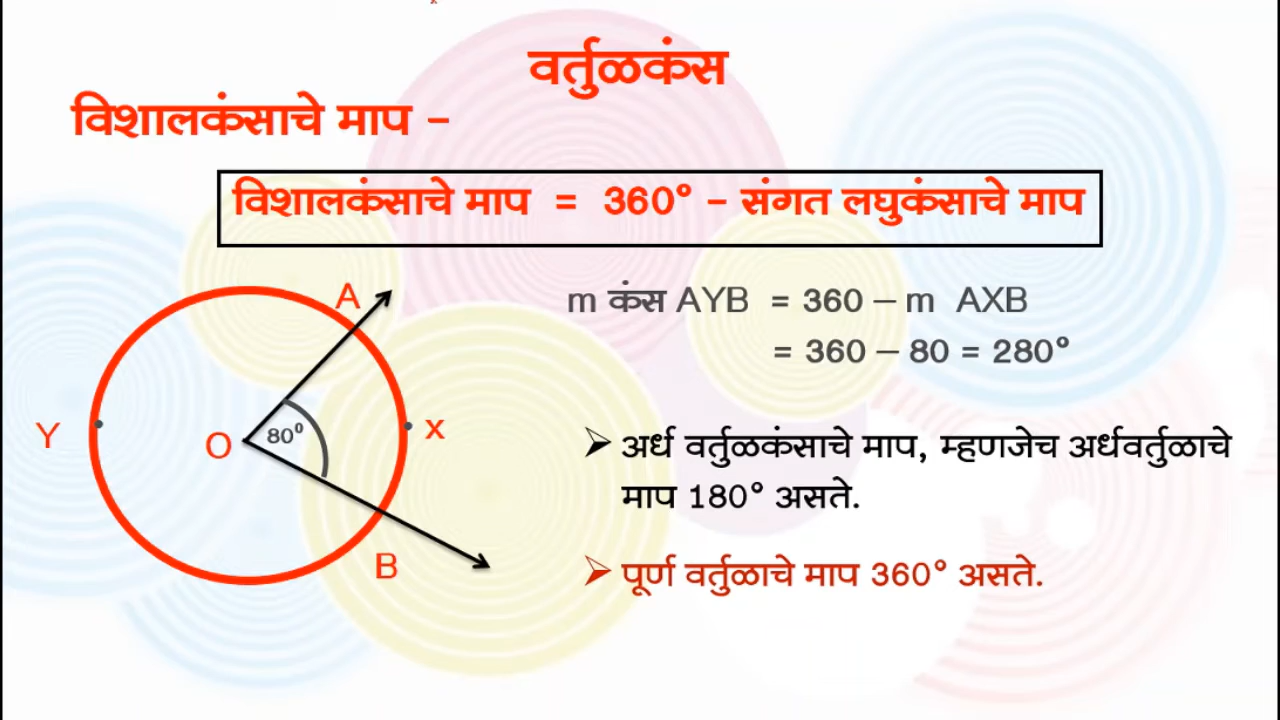 वर्तुळकंस
विशालकंसाचे माप –
विशालकंसाचे माप = 360° – संगत लघुकंसाचे माप
m कंस AYB = 360 – m AXB
= 360 – 80 = 280°
A
Y
O
80⁰
x
B
➢ अर्ध वर्तुळकंसाचे माप, म्हणजेच अर्धवर्तुळाचे
माप 180° असते.
➢ पूर्ण वर्तुळाचे माप 360° असते.